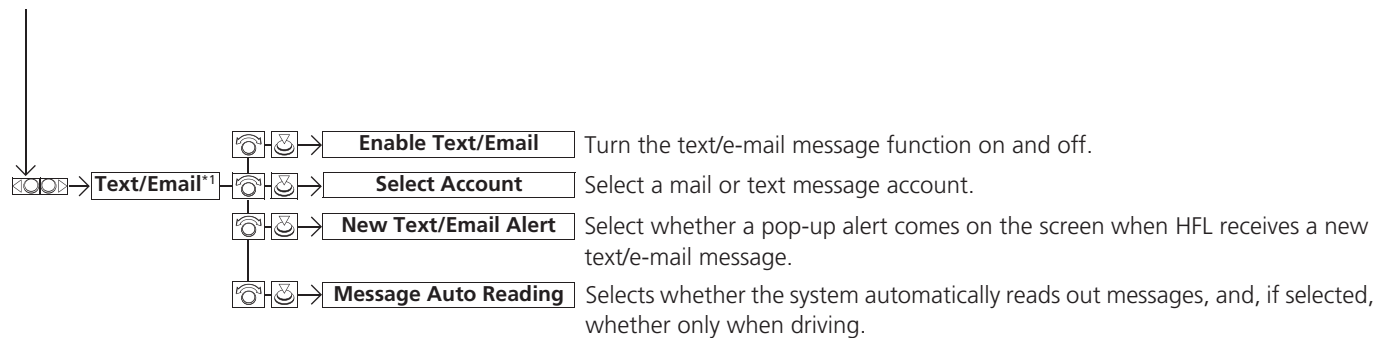 Enable Text/Email Turn the text/e-mail message function on and off.
Text/Email*1 Select Account Select a mail or text message account.
New Text/Email Alert Select whether a pop-up alert comes on the screen when HFL receives a new
text/e-mail message.
Message Auto Reading Selects whether the system automatically reads out messages, and, if selected,
whether only when driving.